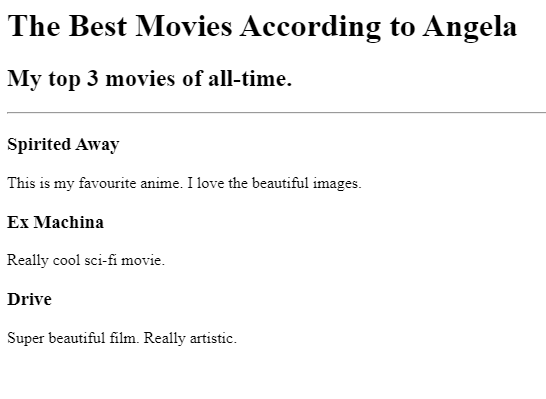 The Best Movies According to Angela
My top 3 movies of all-time.
Spirited Away
This is my favourite anime. I love the beautiful images.
Ex Machina
Really cool sci-fi movie.
Drive
Super beautiful film. Really artistic.